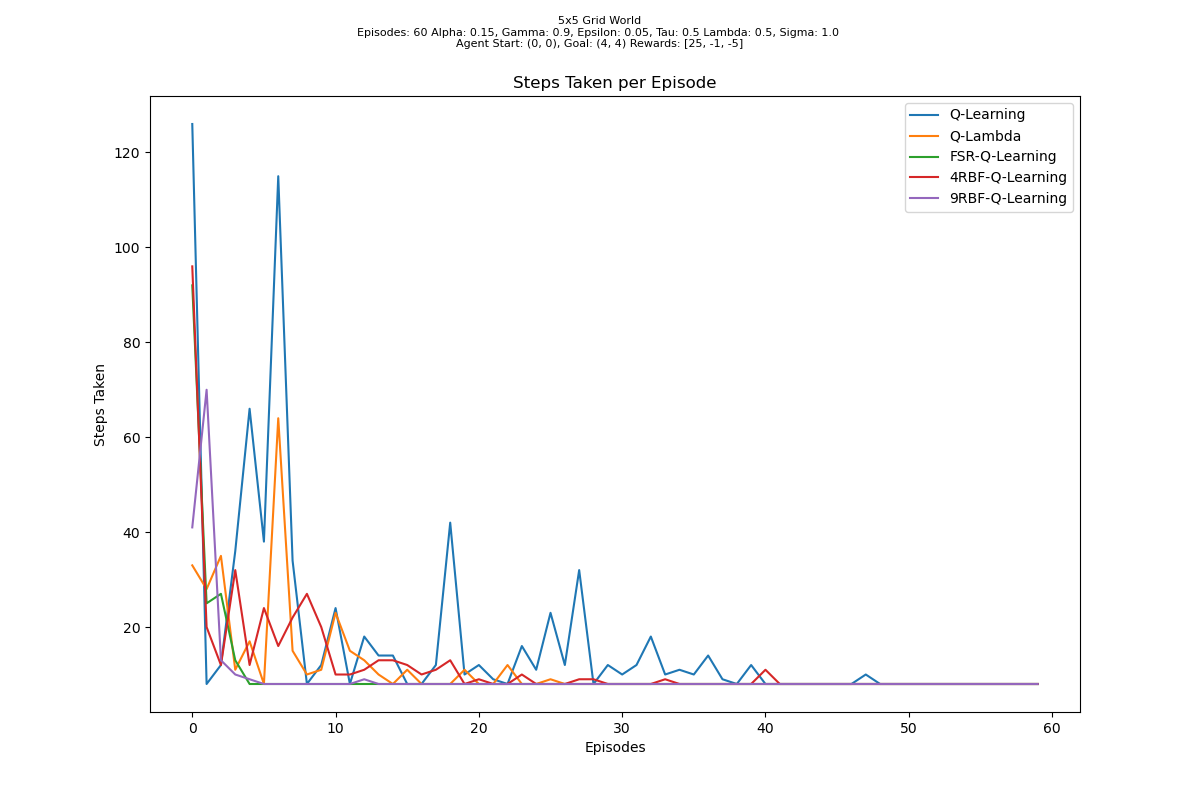 5x5 Grid World
Episodes: 60 Alpha: 0.15, Gamma: 0.9, Epsilon: 0.05, Tau: 0.5 Lambda: 0.5, Sigma: 1.0
Agent Start: (0, 0), Goal: (4, 4) Rewards: [25, -1, -5]
Steps Taken per Episode
Q-Learning
Q-Lambda
FSR-Q-Learning
4RBF-Q-Learning
9RBF-Q-Learning
120
100
80
60
40
20
Steps Taken
0 10 20 30 40 50 60
Episodes